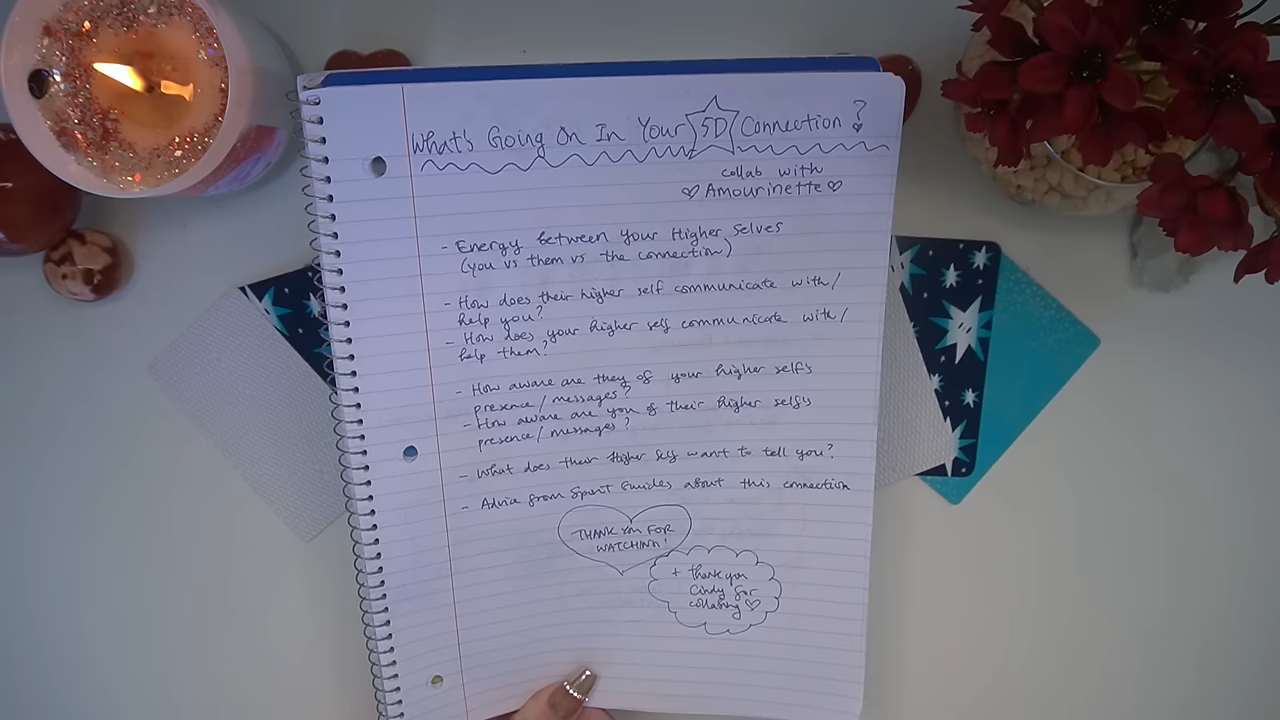 What's Going On In Your 5D Connection?
collab with
♡ Amourinette ♡
- Energy between your Higher Selves
(you vs them vs the connection)
- How does their higher self communicate with/
help you?
- How does your higher self communicate with/
help them?
- How aware are they of your higher self's
presence/messages?
- How aware are you of their higher self's
presence/messages?
- What does their Higher Self want to tell you?
- Advice from Spirit Guides about this connection
THANK YOU FOR
WATCHING!
+ thank you
Cindy for
collabing ♡